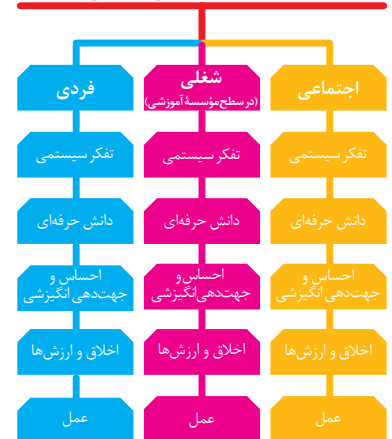 اجتماعی
شغلی
(در سطح مؤسسهٔ آموزشی)
فردی
تفکر سیستمی
تفکر سیستمی
تفکر سیستمی
دانش حرفه‌ای
دانش حرفه‌ای
دانش حرفه‌ای
احساس و
جهت‌دهی انگیزشی
احساس و
جهت‌دهی انگیزشی
احساس و
جهت‌دهی انگیزشی
اخلاق و ارزش‌ها
اخلاق و ارزش‌ها
اخلاق و ارزش‌ها
عمل
عمل
عمل